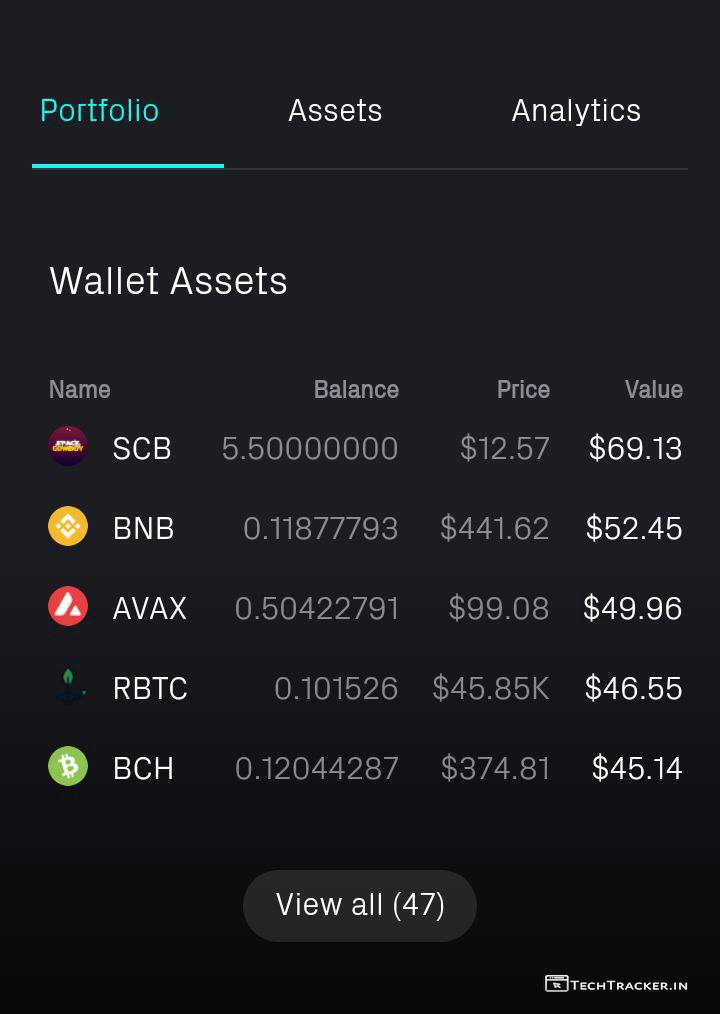 Portfolio Assets Analytics
Wallet Assets
Name Balance Price Value
SPACE COWBOY SCB 5.50000000 $12.57 $69.13
BNB 0.11877793 $441.62 $52.45
AVAX 0.50422791 $99.08 $49.96
RBTC 0.101526 $45.85K $46.55
BCH 0.12044287 $374.81 $45.14
View all (47)
TECHTRACKER.IN